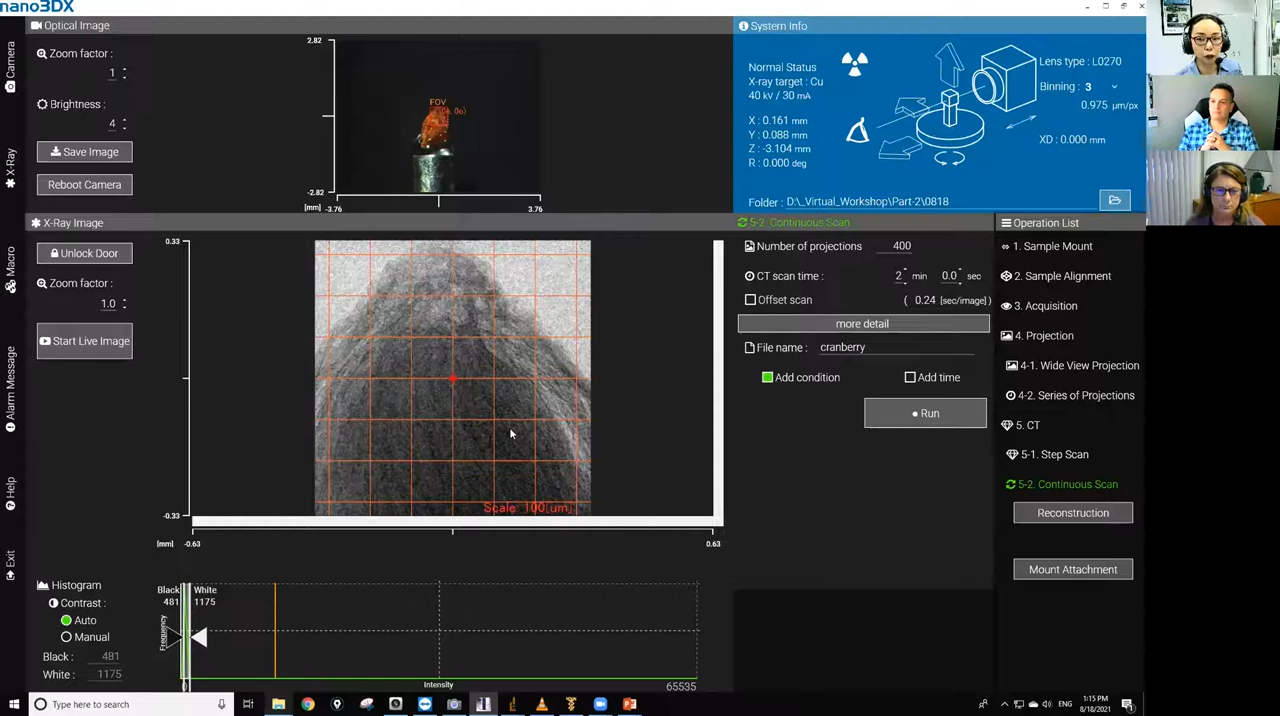 nano3DX
Optical Image
Zoom factor :
1
Brightness :
4
Save Image
Reboot Camera
2.82
-2.82
[mm] -3.76
3.76
FOV
System Info
Normal Status
X-ray target : Cu
40 kV / 30 mA
X : 0.161 mm
Y : 0.088 mm
Z : -3.104 mm
R : 0.000 deg
Lens type : L0270
Binning : 3
0.975 µm/px
XD : 0.000 mm
Folder : D:\_Virtual_Workshop\Part-2\0818
Camera
X-Ray
Macro
Alarm Message
Help
Exit
X-Ray Image
Unlock Door
Zoom factor :
1.0
Start Live Image
0.33
-0.33
[mm] -0.63
0.63
Scale: 100[um]
5-2. Continuous Scan
Number of projections 400
CT scan time : 2 min 0.0 sec
Offset scan ( 0.24 [sec/image] )
more detail
File name : cranberry
Add condition
Add time
Run
Operation List
1. Sample Mount
2. Sample Alignment
3. Acquisition
4. Projection
4-1. Wide View Projection
4-2. Series of Projections
5. CT
5-1. Step Scan
5-2. Continuous Scan
Reconstruction
Mount Attachment
Histogram
Contrast :
Auto
Manual
Black : 481
White : 1175
Black
481
White
1175
Frequency
0
Intensity
65535
Type here to search
ENG
1:15 PM
8/18/2021